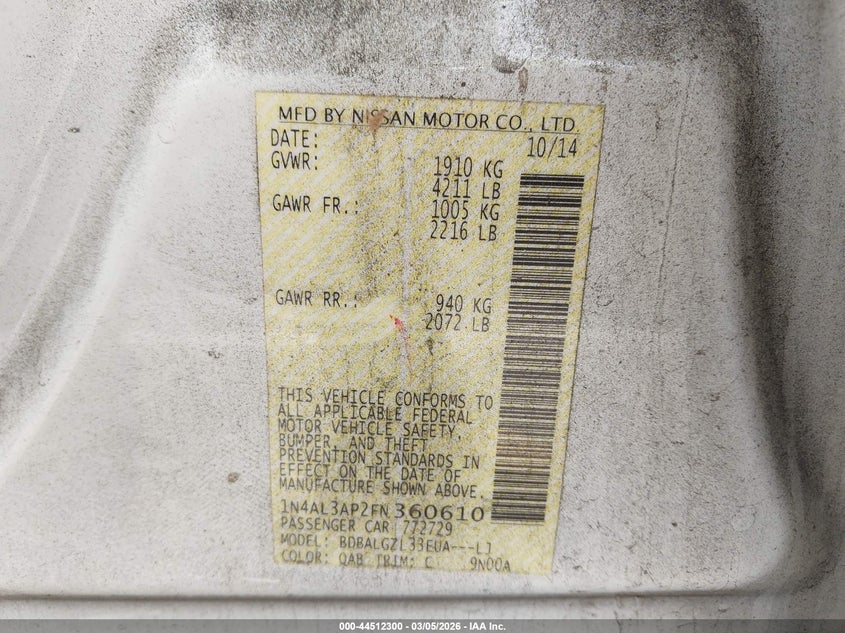 MFD BY NISSAN MOTOR CO., LTD.
DATE: 10/14
GVWR: 1910 KG
4211 LB
GAWR FR.: 1005 KG
2216 LB
GAWR RR.: 940 KG
2072 LB
THIS VEHICLE CONFORMS TO
ALL APPLICABLE FEDERAL
MOTOR VEHICLE SAFETY,
BUMPER, AND THEFT
PREVENTION STANDARDS IN
EFFECT ON THE DATE OF
MANUFACTURE SHOWN ABOVE.
1N4AL3AP2FN360610
PASSENGER CAR 772729
MODEL: BDBALGZL33EUA---LJ
COLOR: QAB TRIM: C 9N00A
000-44512300 - 03/05/2026 - IAA Inc.